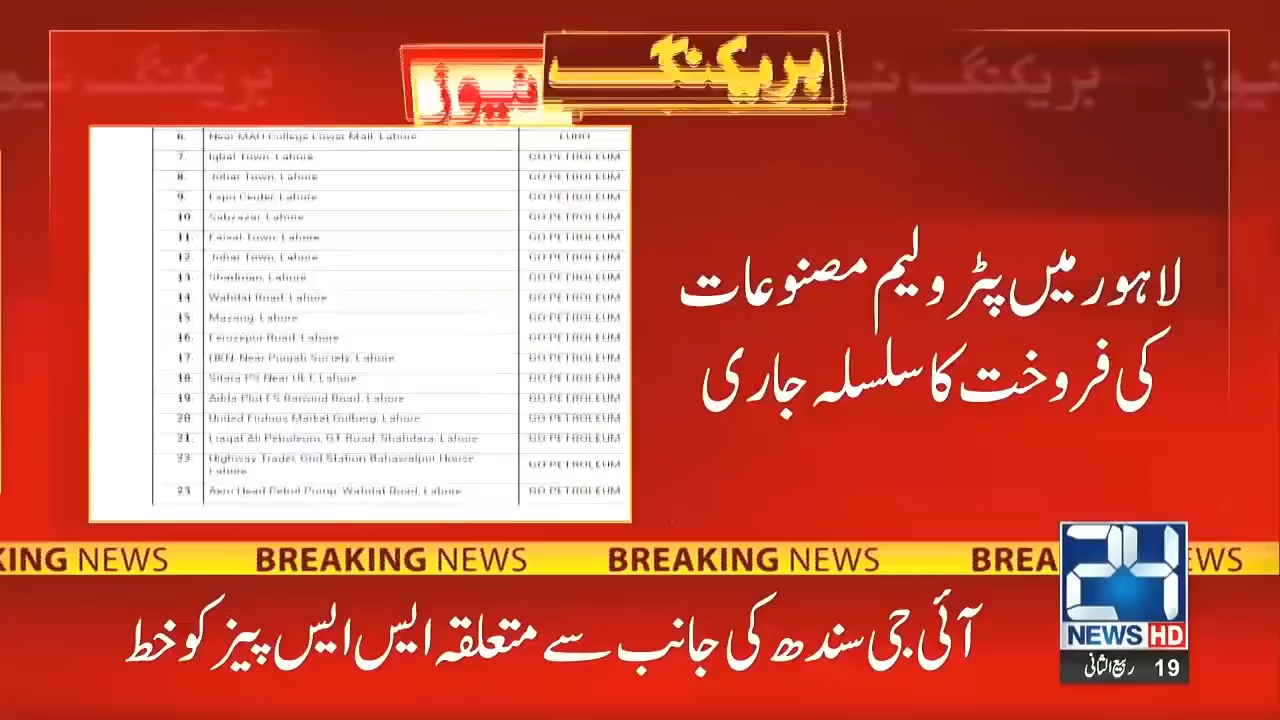 بریکنگ نیوز
6. Near MAO College Lower Mall, Lahore EURO
7. Iqbal Town, Lahore GO PETROLEUM
8. Johar Town, Lahore GO PETROLEUM
9. Expo Center, Lahore GO PETROLEUM
10. Sabzazar, Lahore GO PETROLEUM
11. Faisal Town, Lahore GO PETROLEUM
12. Johar Town, Lahore GO PETROLEUM
13. Shadman, Lahore GO PETROLEUM
14. Wahdat Road, Lahore GO PETROLEUM
15. Mozang, Lahore GO PETROLEUM
16. Ferozepur Road, Lahore GO PETROLEUM
17. Near Punjab Society, Lahore GO PETROLEUM
18. Sitara PS Near UET, Lahore GO PETROLEUM
19. Adda Plot Raiwind Road, Lahore GO PETROLEUM
20. United Market Gulberg, Lahore GO PETROLEUM
21. Liaqat Ali Petroleum, GT Road, Shahdara, Lahore GO PETROLEUM
22. Highway Trader, Grid Station Bahawalpur House Lahore GO PETROLEUM
23. Head Petrol Pump, Wahdat Road, Lahore GO PETROLEUM
لاہور میں پٹرولیم مصنوعات
کی فروخت کا سلسلہ جاری
KING NEWS BREAKING NEWS BREAKING NEWS BREA EWS
آئی جی سندھ کی جانب سے متعلقہ ایس ایس پیز کو خط
24
NEWS HD
19 ربیع الثانی